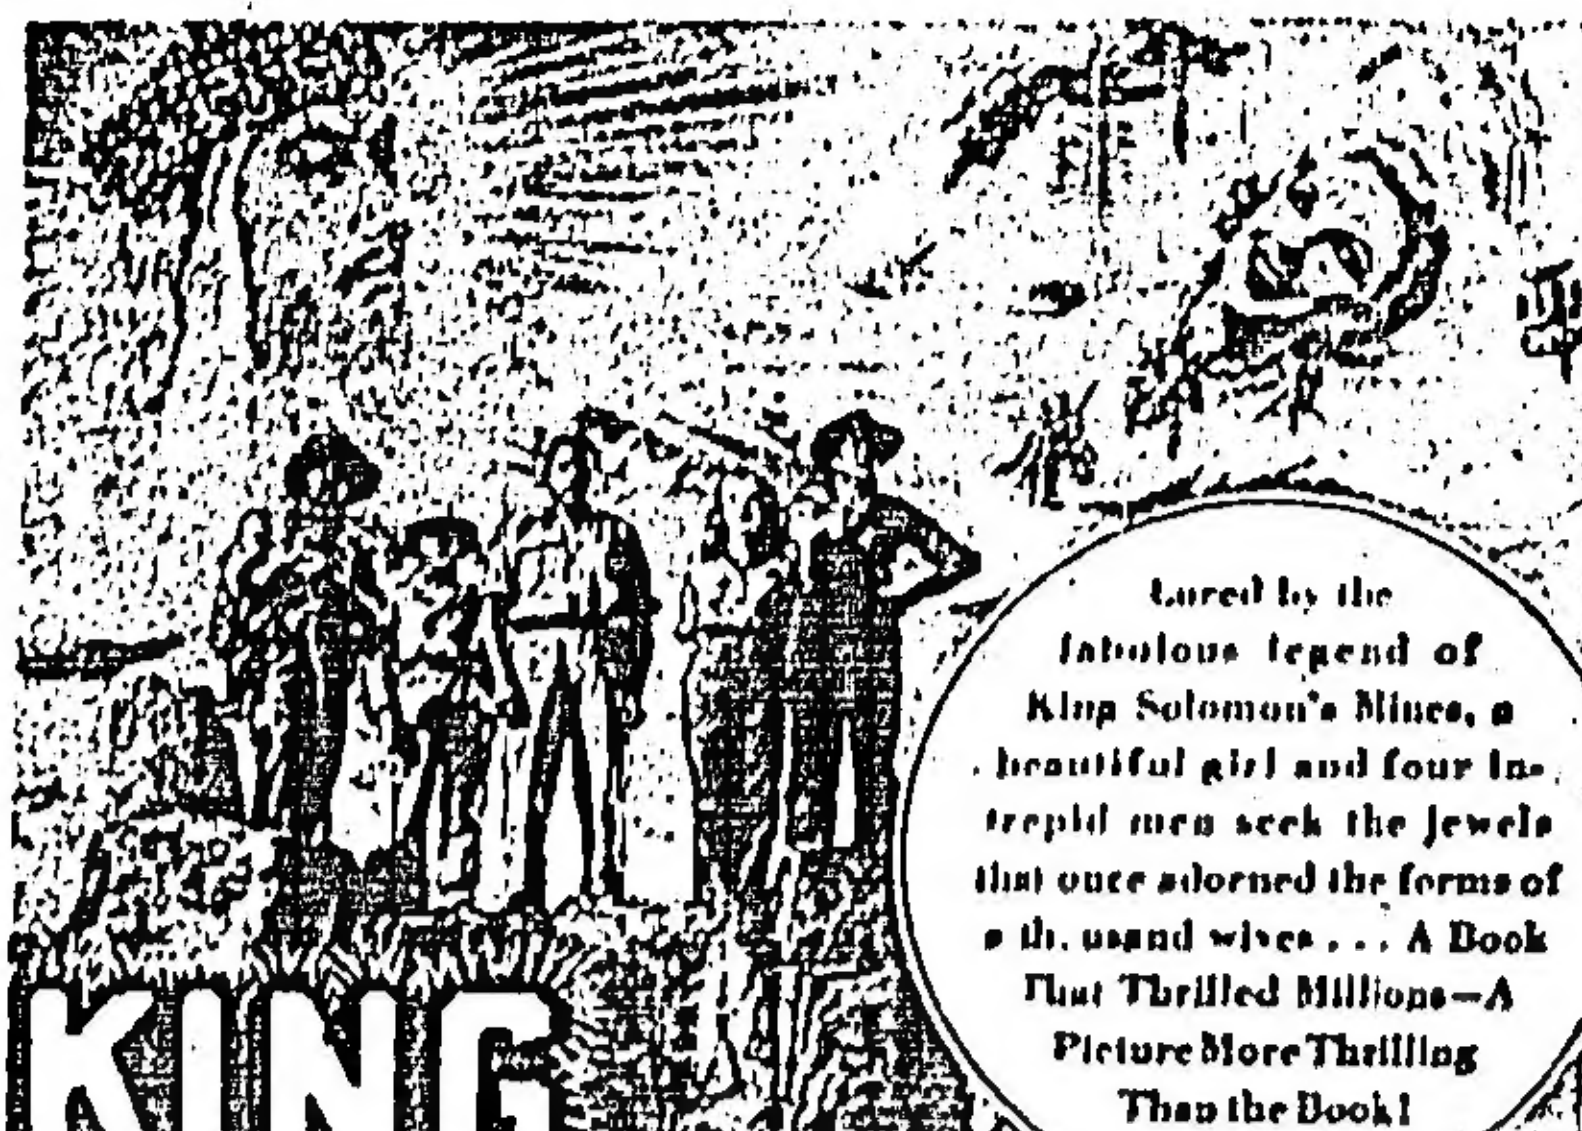 Lured by the
fabulous legend of
King Solomon's Mines, a
beautiful girl and four in-
trepid men seek the jewels
that once adorned the forms of
a thousand wives . . . A Book
That Thrilled Millions—A
Picture More Thrilling
Than the Book!
KING